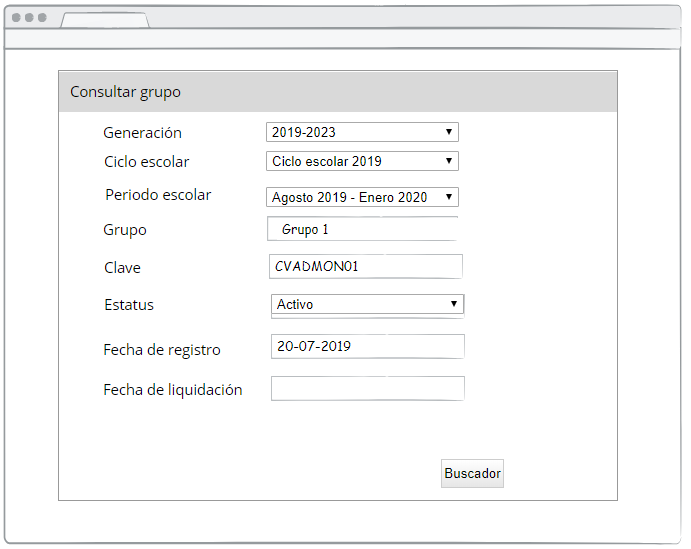 Consultar grupo
Generación 2019-2023
Ciclo escolar Ciclo escolar 2019
Periodo escolar Agosto 2019 - Enero 2020
Grupo Grupo 1
Clave CVADMON01
Estatus Activo
Fecha de registro 20-07-2019
Fecha de liquidación
Buscador